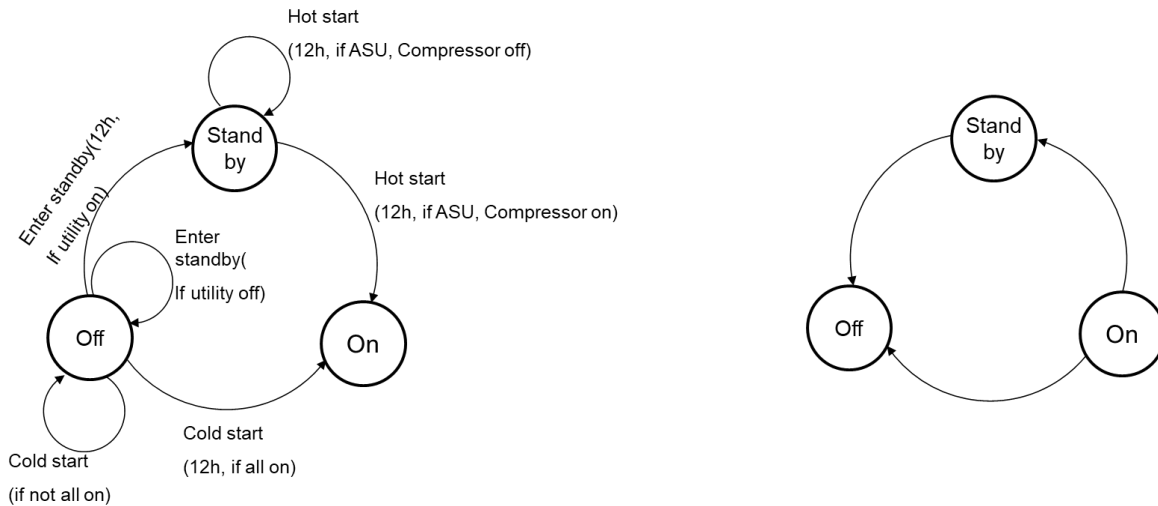 Hot start
(12h, if ASU, Compressor off)
Stand
by
Enter standby(12h,
If utility on)
Hot start
(12h, if ASU, Compressor on)
Enter
standby(
If utility off)
Off
On
Cold start
(12h, if all on)
Cold start
(if not all on)
Stand
by
Off
On